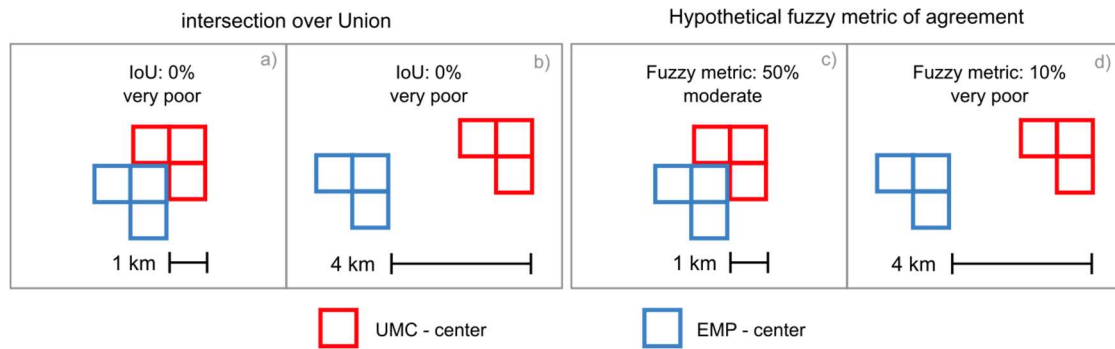 intersection over Union
Hypothetical fuzzy metric of agreement
a)
IoU: 0%
very poor
1 km
b)
IoU: 0%
very poor
4 km
c)
Fuzzy metric: 50%
moderate
1 km
d)
Fuzzy metric: 10%
very poor
4 km
UMC - center
EMP - center